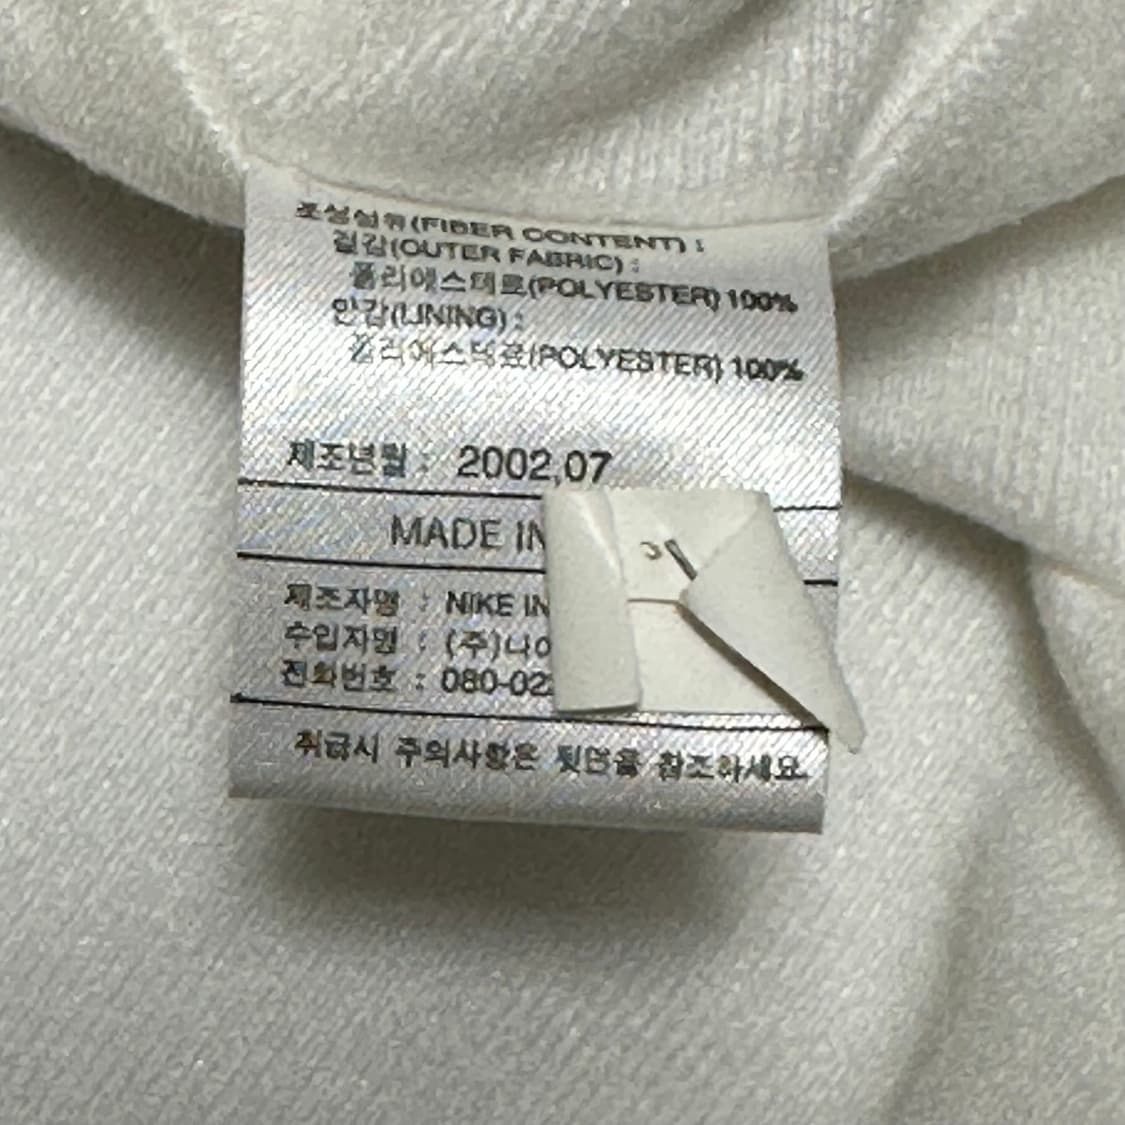 조성섬유(FIBER CONTENT) :
겉감(OUTER FABRIC) :
폴리에스테르(POLYESTER) 100%
안감(LINING) :
폴리에스테르(POLYESTER) 100%
제조년월 : 2002,07
MADE IN
제조자명 : NIKE IN
수입자명 : (주)나이
전화번호 : 080-02
취급시 주의사항은 뒷면을 참조하세요.